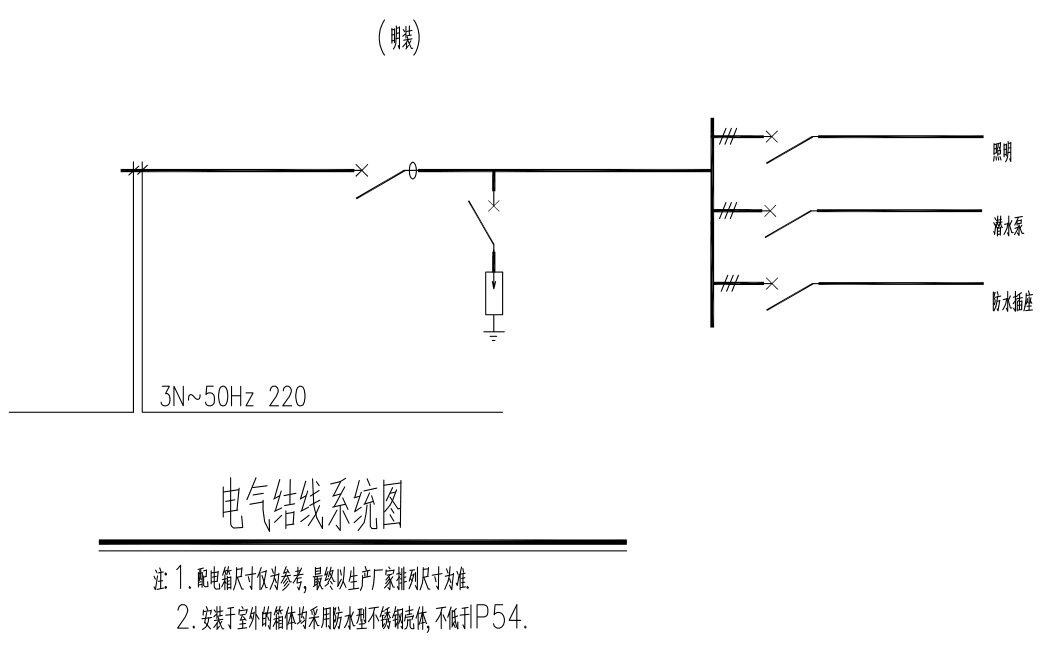 (明装)
照明
潜水泵
防水插座
3N~50Hz 220
电气结线系统图
注: 1.配电箱尺寸仅为参考,最终以生产厂家排列尺寸为准.
2.安装于室外的箱体均采用防水型不锈钢壳体,不低于IP54.